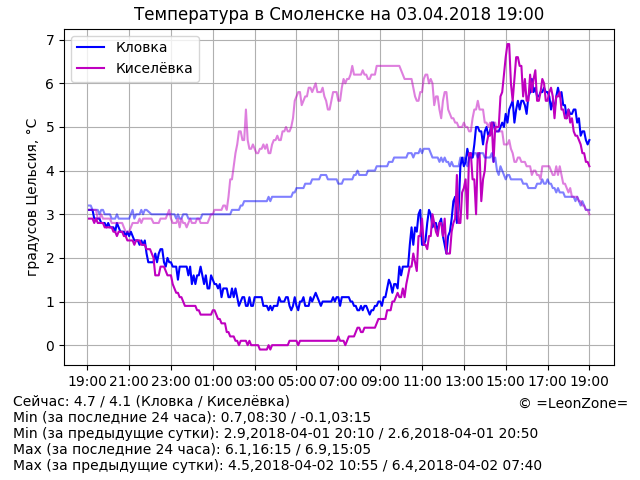 Температура в Смоленске на 03.04.2018 19:00
Кловка
Киселёвка
градусов Цельсия, °С
7
6
5
4
3
2
1
0
19:00 21:00 23:00 01:00 03:00 05:00 07:00 09:00 11:00 13:00 15:00 17:00 19:00
Сейчас: 4.7 / 4.1 (Кловка / Киселёвка)
© =LeonZone=
Min (за последние 24 часа): 0.7,08:30 / -0.1,03:15
Min (за предыдущие сутки): 2.9,2018-04-01 20:10 / 2.6,2018-04-01 20:50
Max (за последние 24 часа): 6.1,16:15 / 6.9,15:05
Max (за предыдущие сутки): 4.5,2018-04-02 10:55 / 6.4,2018-04-02 07:40